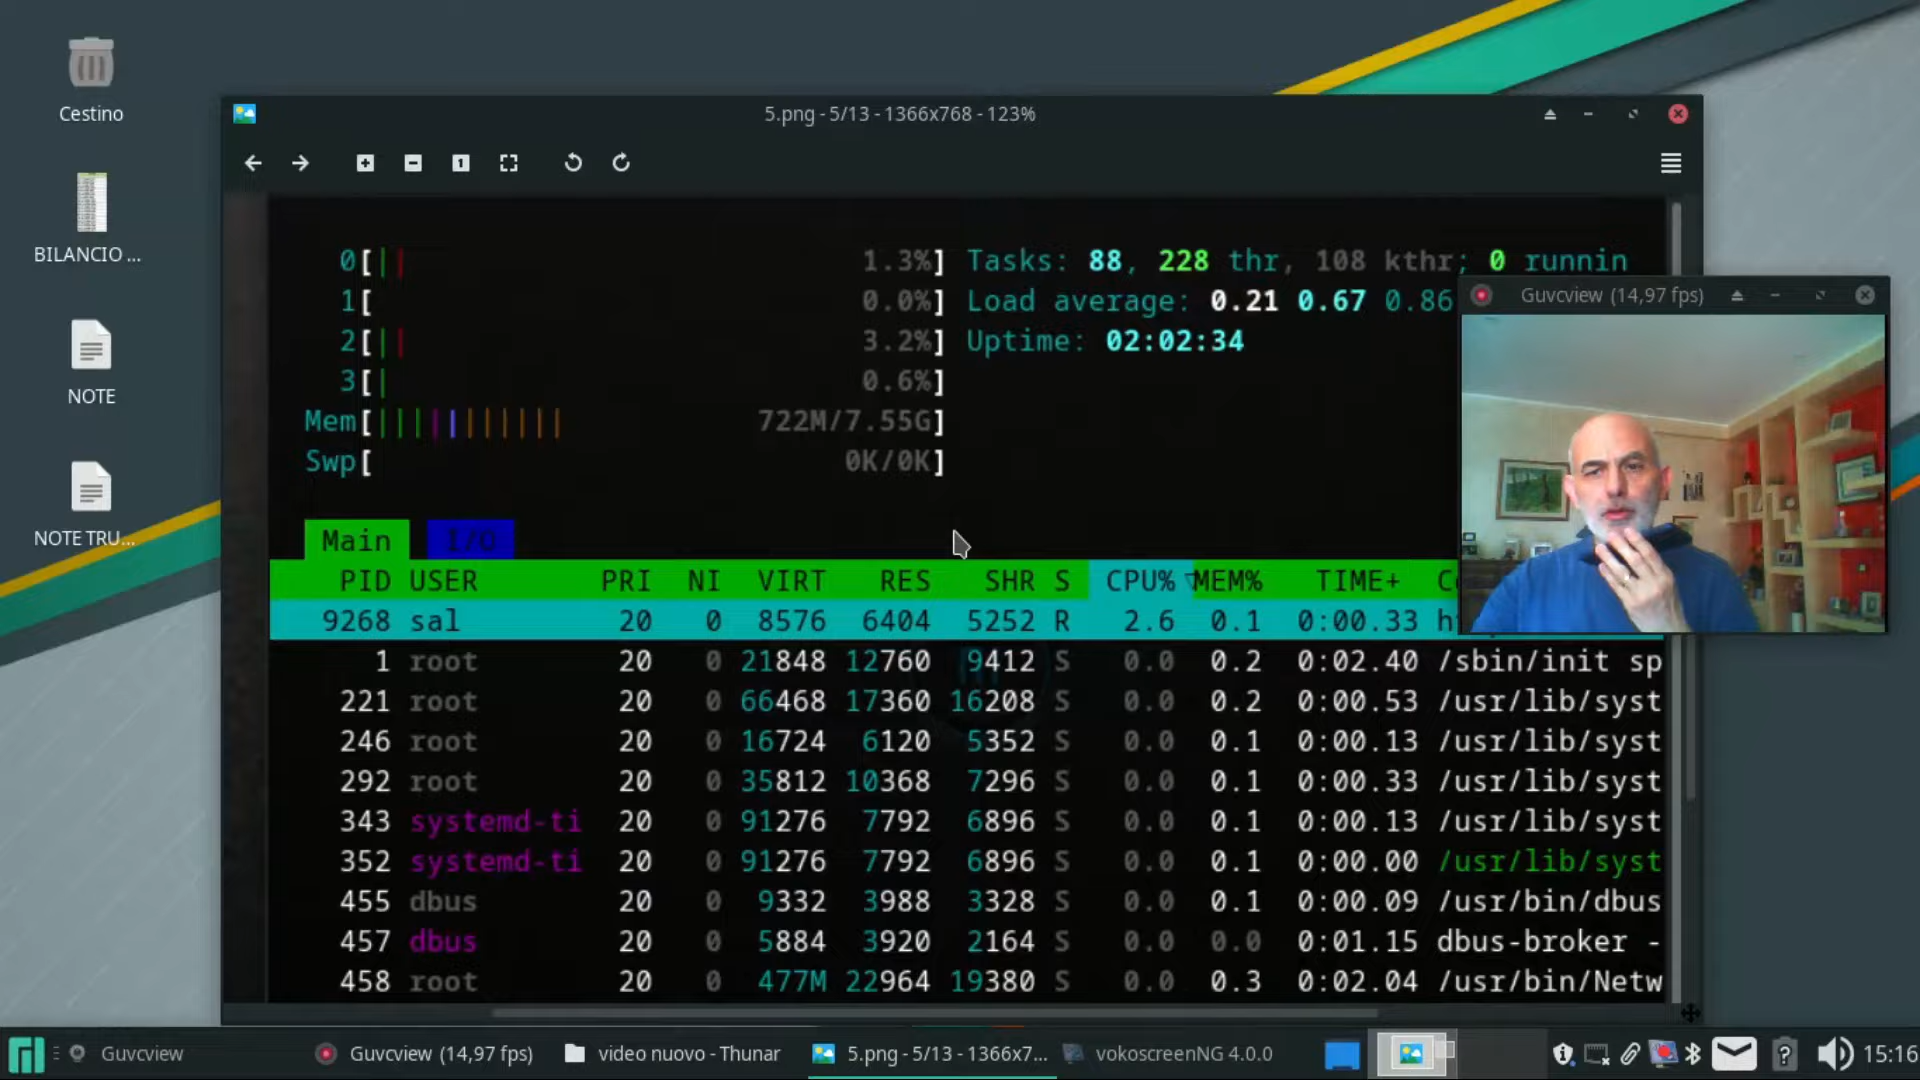 Cestino
BILANCIO ...
NOTE
NOTE TRU...
5.png - 5/13 - 1366x768 - 123%
0[|| 1.3%] Tasks: 88, 228 thr, 108 kthr; 0 runnin
1[ 0.0%] Load average: 0.21 0.67 0.86
2[|| 3.2%] Uptime: 02:02:34
3[| 0.6%]
Mem[||||||||||| 722M/7.55G]
Swp[ 0K/0K]
Main I/O
PID USER PRI NI VIRT RES SHR S CPU% ▽MEM% TIME+
9268 sal 20 0 8576 6404 5252 R 2.6 0.1 0:00.33
1 root 20 0 21848 12760 9412 S 0.0 0.2 0:02.40 /sbin/init sp
221 root 20 0 66468 17360 16208 S 0.0 0.2 0:00.53 /usr/lib/syst
246 root 20 0 16724 6120 5352 S 0.0 0.1 0:00.13 /usr/lib/syst
292 root 20 0 35812 10368 7296 S 0.0 0.1 0:00.33 /usr/lib/syst
343 systemd-ti 20 0 91276 7792 6896 S 0.0 0.1 0:00.13 /usr/lib/syst
352 systemd-ti 20 0 91276 7792 6896 S 0.0 0.1 0:00.00 /usr/lib/syst
455 dbus 20 0 9332 3988 3328 S 0.0 0.1 0:00.09 /usr/bin/dbus
457 dbus 20 0 5884 3920 2164 S 0.0 0.0 0:01.15 dbus-broker -
458 root 20 0 477M 22964 19380 S 0.0 0.3 0:02.04 /usr/bin/Netw
Guvcview (14,97 fps)
Guvcview
Guvcview (14,97 fps)
video nuovo - Thunar
5.png - 5/13 - 1366x7...
vokoscreenNG 4.0.0
15:16